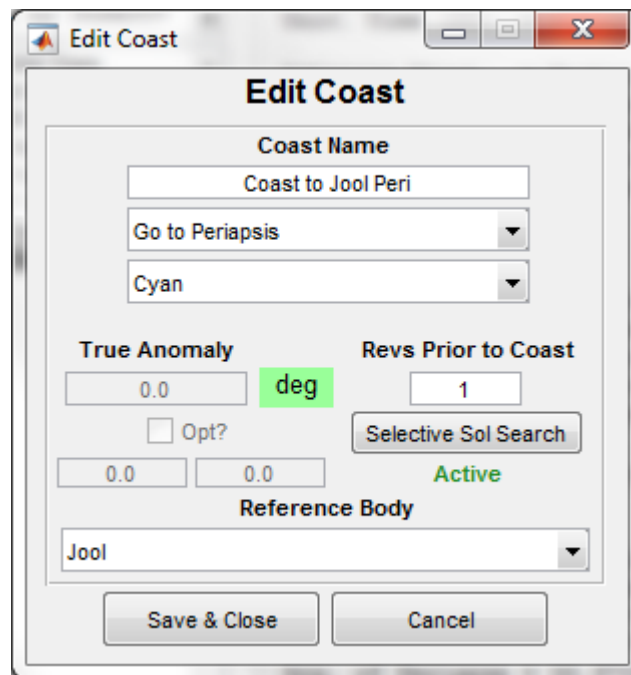 Edit Coast
Edit Coast
Coast Name
Coast to Jool Peri
Go to Periapsis
Cyan
True Anomaly Revs Prior to Coast
0.0 deg 1
Opt? Selective Sol Search
0.0 0.0 Active
Reference Body
Jool
Save & Close Cancel